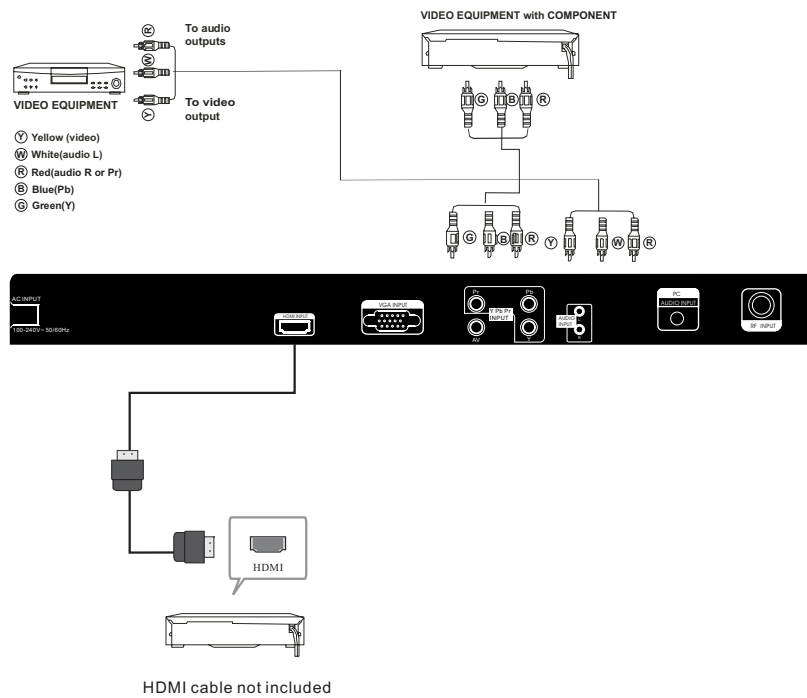 VIDEO EQUIPMENT with COMPONENT
R
To audio
outputs
W
VIDEO EQUIPMENT
To video
output
Y
G B R
Y Yellow (video)
W White(audio L)
R Red(audio R or Pr)
B Blue(Pb)
G Green(Y)
G B R
Y W R
AC INPUT
100-240V~ 50/60Hz
HDMI INPUT
VGA INPUT
Pr
Pb
Y Pb Pr
INPUT
AV
Y
AUDIO
INPUT
L
R
PC
AUDIO INPUT
RF INPUT
HDMI
HDMI cable not included